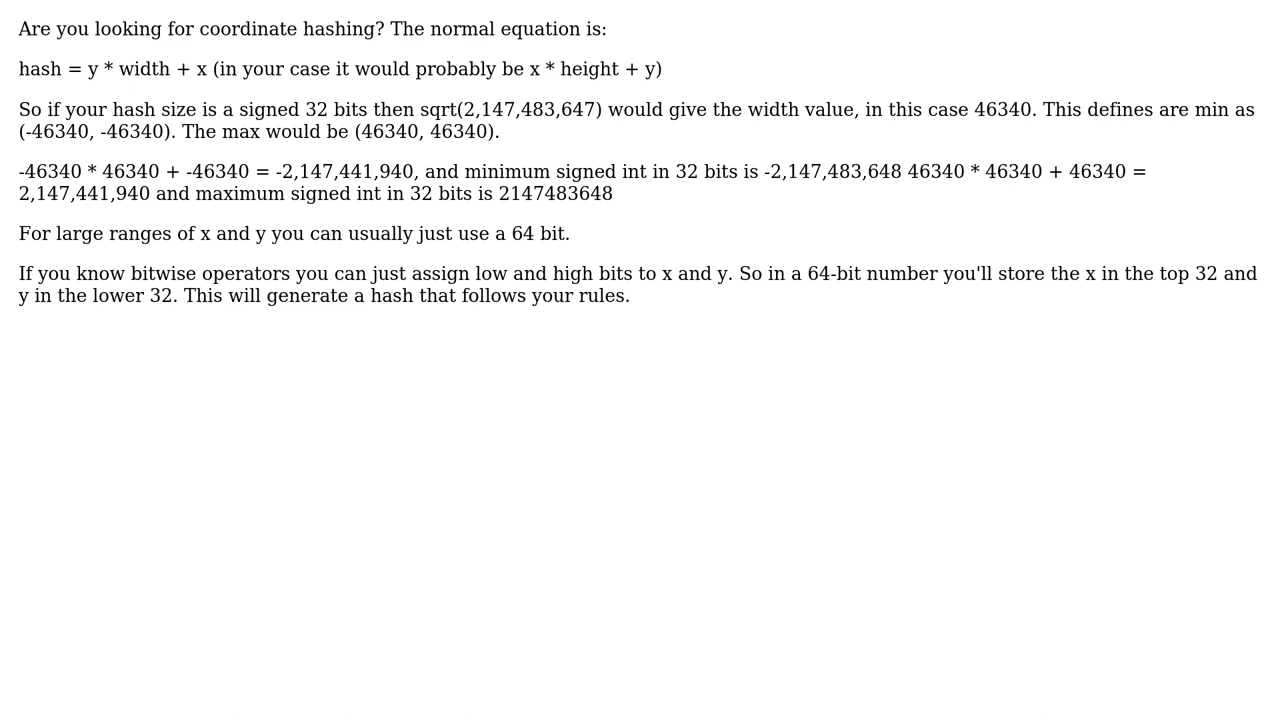 Are you looking for coordinate hashing? The normal equation is:
hash = y * width + x (in your case it would probably be x * height + y)
So if your hash size is a signed 32 bits then sqrt(2,147,483,647) would give the width value, in this case 46340. This defines are min as
(-46340, -46340). The max would be (46340, 46340).
-46340 * 46340 + -46340 = -2,147,441,940, and minimum signed int in 32 bits is -2,147,483,648 46340 * 46340 + 46340 =
2,147,441,940 and maximum signed int in 32 bits is 2147483648
For large ranges of x and y you can usually just use a 64 bit.
If you know bitwise operators you can just assign low and high bits to x and y. So in a 64-bit number you'll store the x in the top 32 and
y in the lower 32. This will generate a hash that follows your rules.